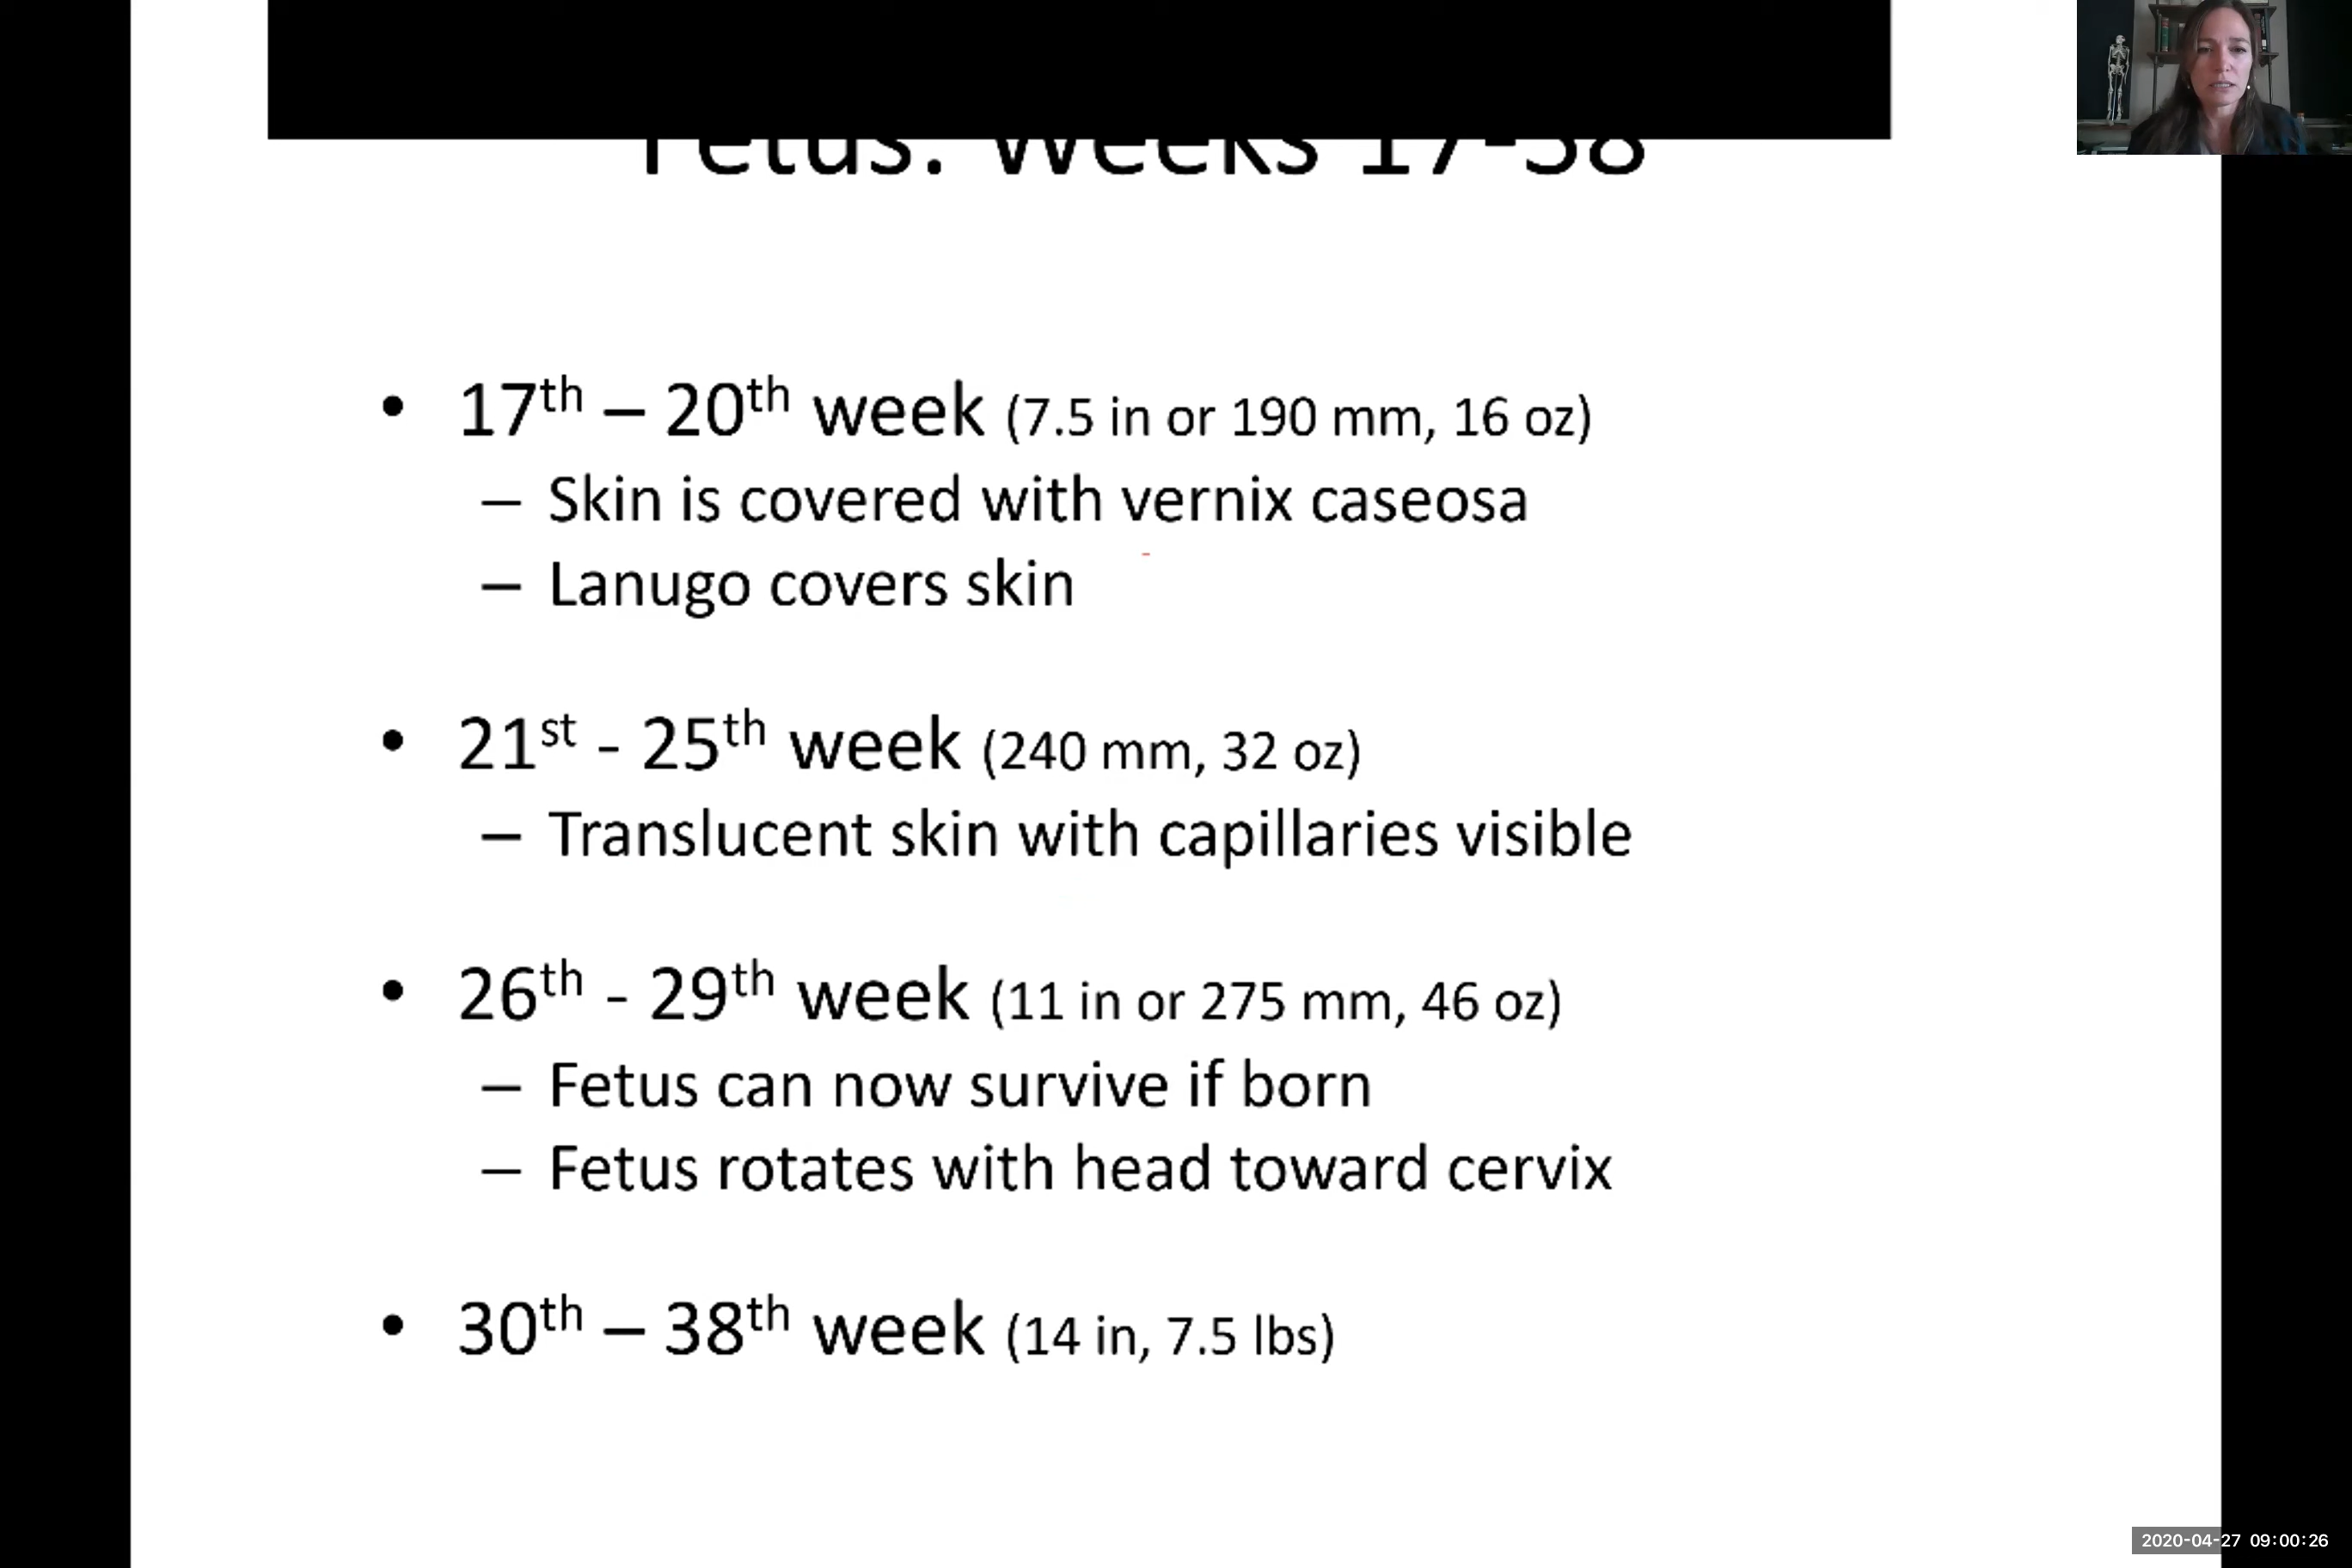 Fetus: Weeks 17-38
• 17th – 20th week (7.5 in or 190 mm, 16 oz)
– Skin is covered with vernix caseosa
– Lanugo covers skin
• 21st - 25th week (240 mm, 32 oz)
– Translucent skin with capillaries visible
• 26th - 29th week (11 in or 275 mm, 46 oz)
– Fetus can now survive if born
– Fetus rotates with head toward cervix
• 30th – 38th week (14 in, 7.5 lbs)
2020-04-27 09:00:26